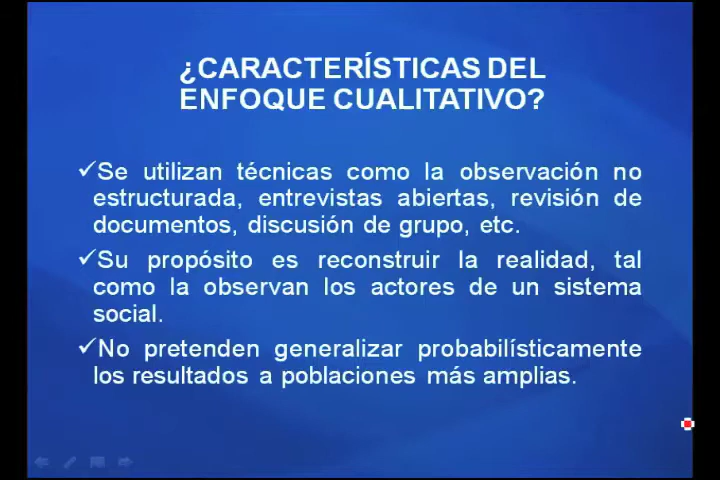 ¿CARACTERÍSTICAS DEL
ENFOQUE CUALITATIVO?
✓Se utilizan técnicas como la observación no
estructurada, entrevistas abiertas, revisión de
documentos, discusión de grupo, etc.
✓Su propósito es reconstruir la realidad, tal
como la observan los actores de un sistema
social.
✓No pretenden generalizar probabilísticamente
los resultados a poblaciones más amplias.